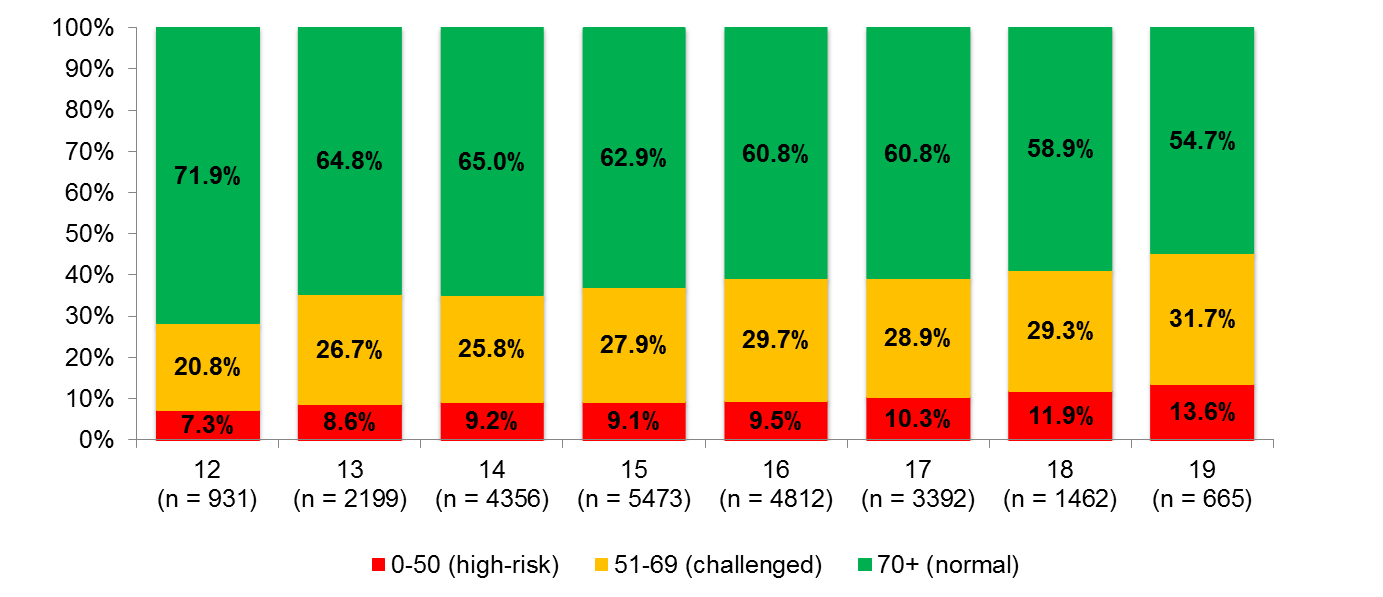 100%
90%
80%
70%
60%
50%
40%
30%
20%
10%
0%
71.9% 64.8% 65.0% 62.9% 60.8% 60.8% 58.9% 54.7%
20.8% 26.7% 25.8% 27.9% 29.7% 28.9% 29.3% 31.7%
7.3% 8.6% 9.2% 9.1% 9.5% 10.3% 11.9% 13.6%
12 13 14 15 16 17 18 19
(n = 931) (n = 2199) (n = 4356) (n = 5473) (n = 4812) (n = 3392) (n = 1462) (n = 665)
0-50 (high-risk) 51-69 (challenged) 70+ (normal)